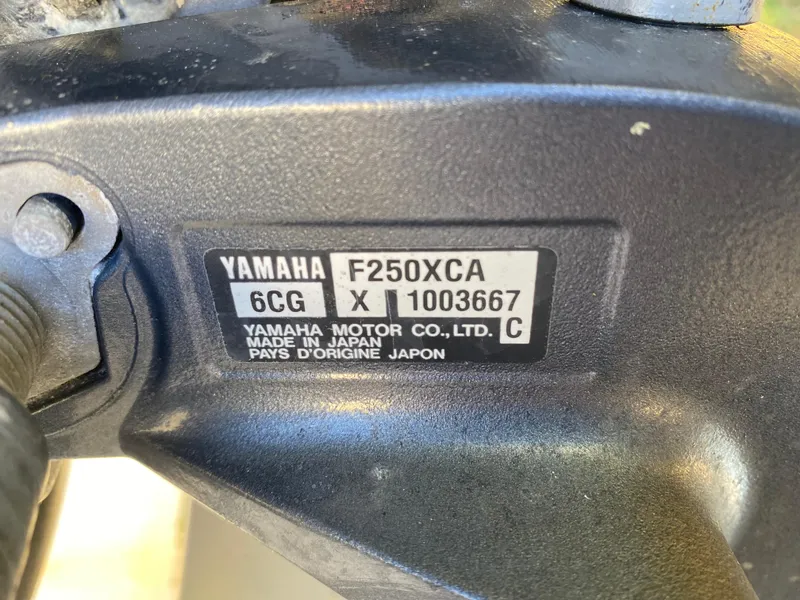 YAMAHA F250XCA
6CG X 1003667
YAMAHA MOTOR CO.,LTD. C
MADE IN JAPAN
PAYS D'ORIGINE JAPON